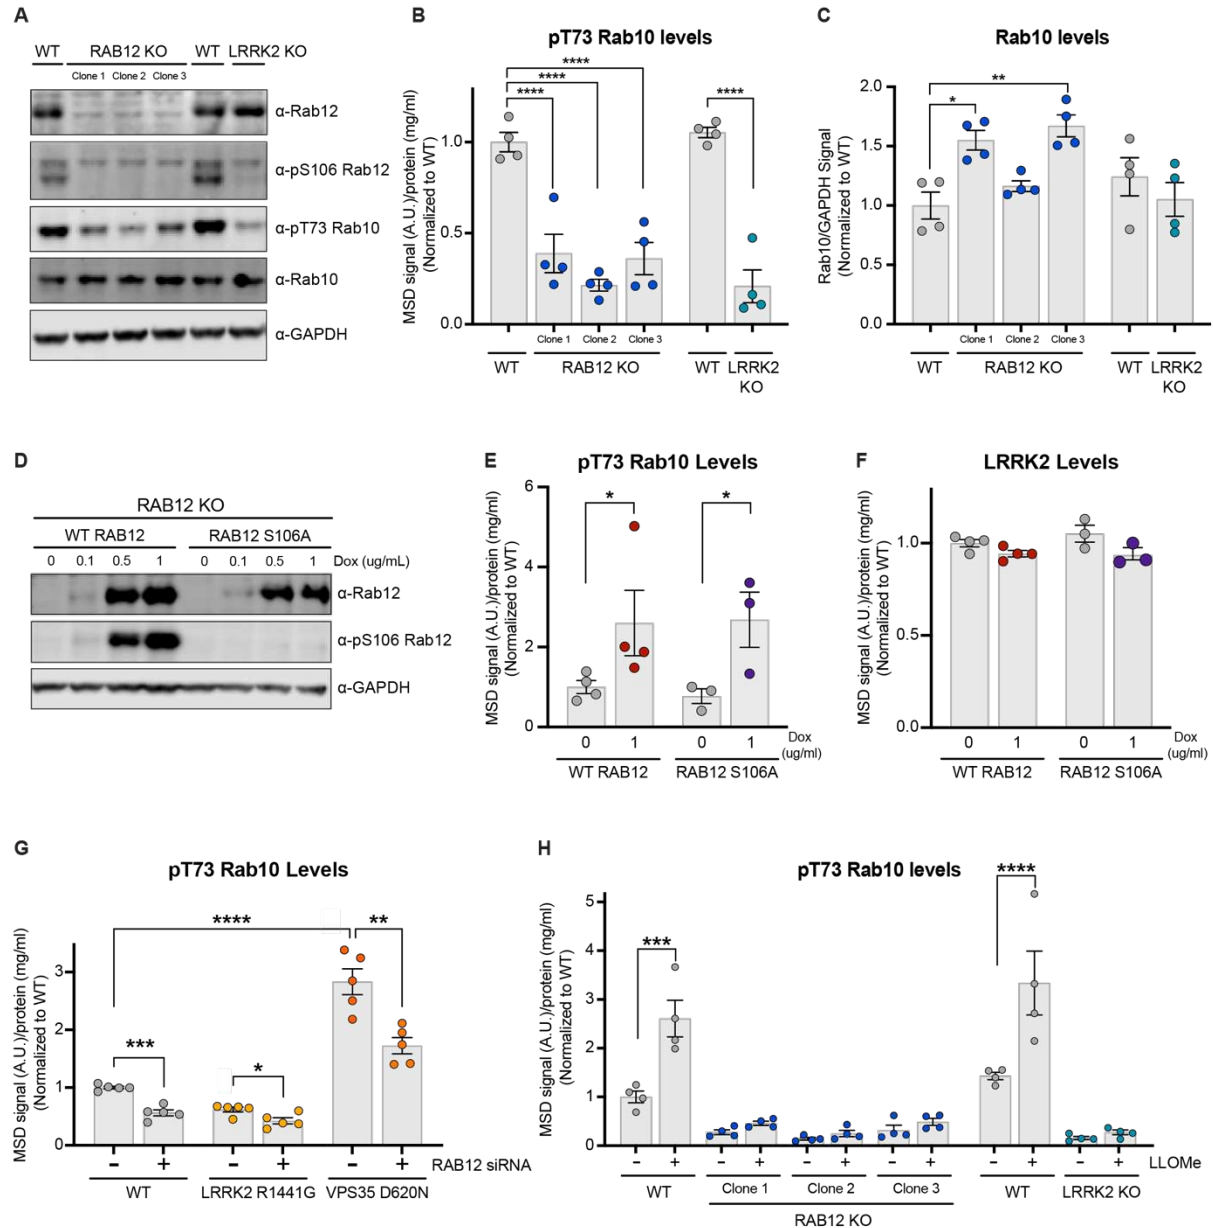 A
WT RAB12 KO WT LRRK2 KO
Clone 1 Clone 2 Clone 3
α-Rab12
α-pS106 Rab12
α-pT73 Rab10
α-Rab10
α-GAPDH
B
pT73 Rab10 levels
MSD signal (A.U.)/protein (mg/ml)
(Normalized to WT)
1.0
0.5
0.0
****
****
****
****
Clone 1 Clone 2 Clone 3
WT RAB12 KO WT LRRK2
KO
C
Rab10 levels
Rab10/GAPDH Signal
(Normalized to WT)
2.0
1.5
1.0
1.0
0.0
**
*
Clone 1 Clone 2 Clone 3
WT RAB12 KO WT LRRK2
KO
D
RAB12 KO
WT RAB12 RAB12 S106A
0 0.1 0.5 1 0 0.1 0.5 1 Dox (ug/mL)
α-Rab12
α-pS106 Rab12
α-GAPDH
E
pT73 Rab10 Levels
MSD signal (A.U.)/protein (mg/ml)
(Normalized to WT)
6
4
2
0
* *
0 1 0 1 Dox
(ug/ml)
WT RAB12 RAB12 S106A
F
LRRK2 Levels
MSD signal (A.U.)/protein (mg/ml)
(Normalized to WT)
1.0
0.5
0.0
0 1 0 1 Dox
(ug/ml)
WT RAB12 RAB12 S106A
G
pT73 Rab10 Levels
MSD signal (A.U.)/protein (mg/ml)
(Normalized to WT)
3
2
1
0
**** **
*** *
- + - + - + RAB12 siRNA
WT LRRK2 R1441G VPS35 D620N
H
pT73 Rab10 levels
MSD signal (A.U.)/protein (mg/ml)
(Normalized to WT)
5
4
3
2
1
0
*** ****
- + - + - + - + - + - + LLOMe
WT Clone 1 Clone 2 Clone 3 WT LRRK2 KO
RAB12 KO